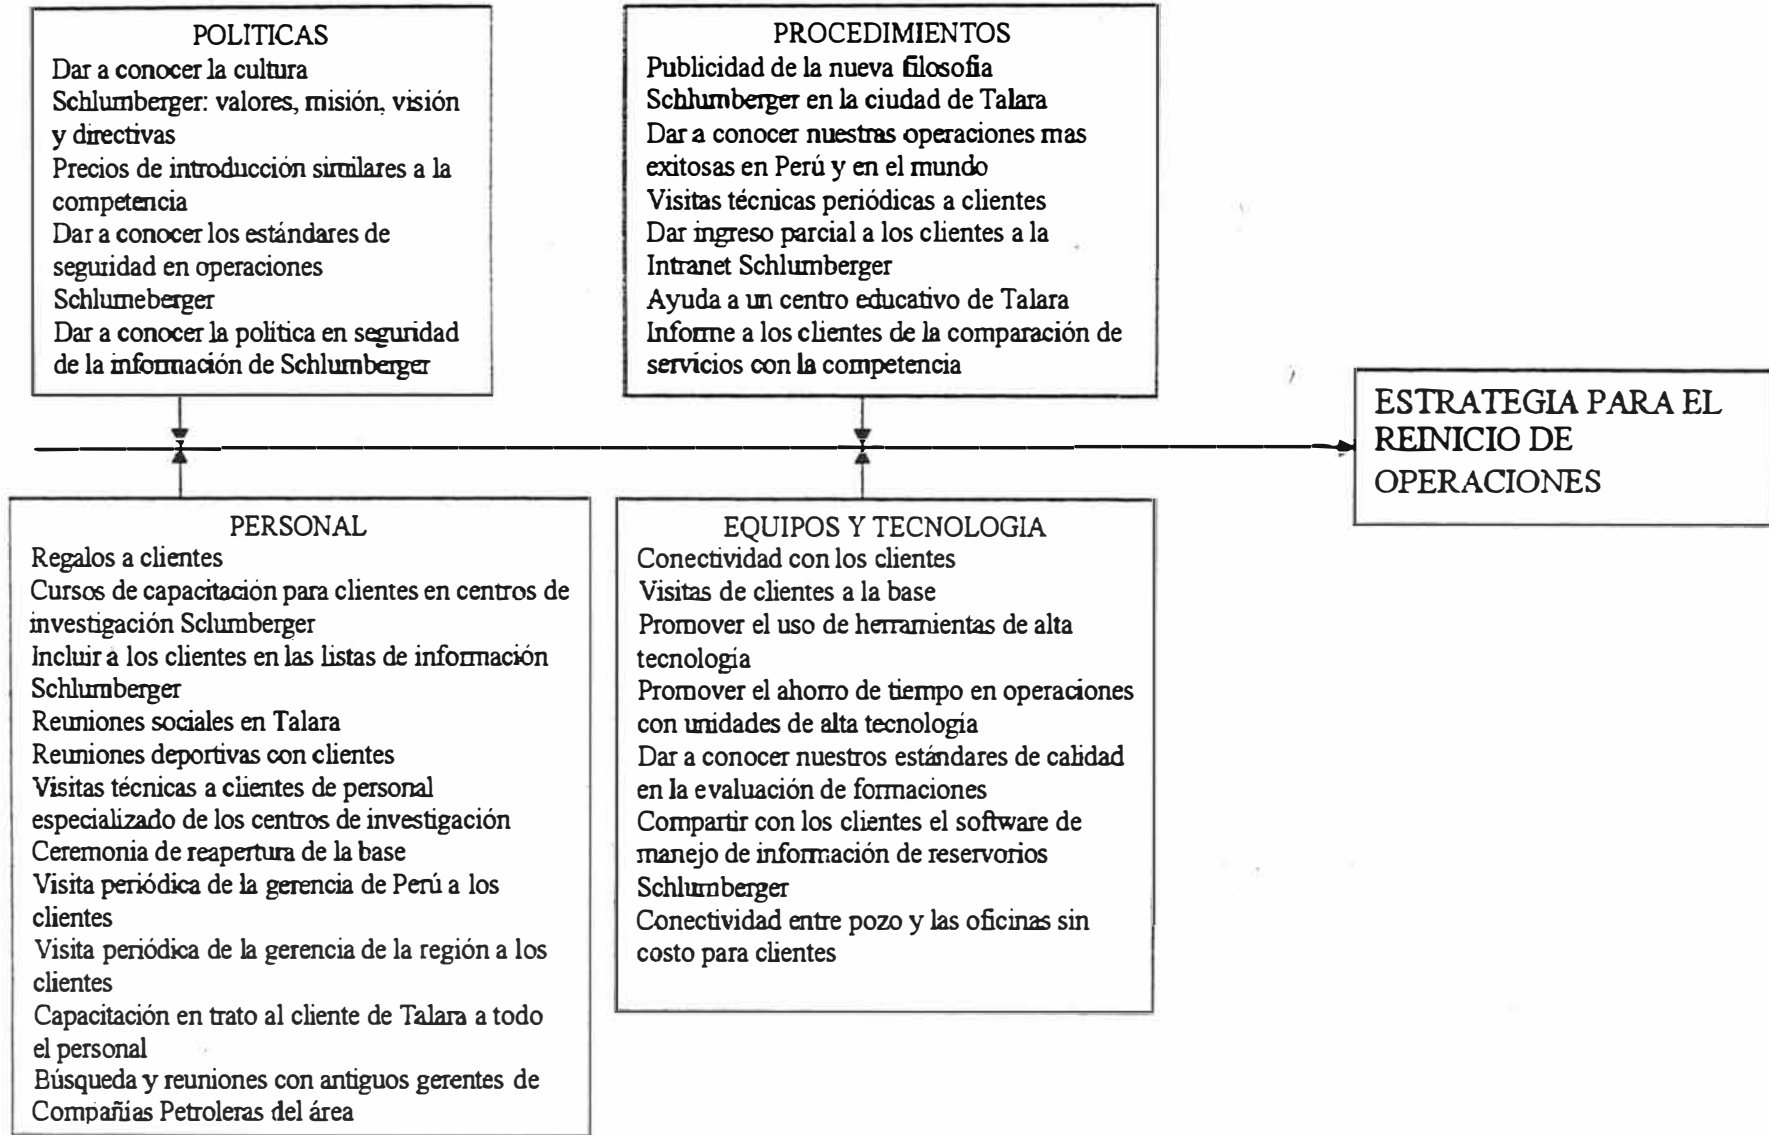 POLITICAS
Dar a conocer la cultura
Schlumberger: valores, misión, visión
y directivas
Precios de introducción similares a la
competencia
Dar a conocer los estándares de
seguridad en operaciones
Schlumeberger
Dar a conocer la política en seguridad
de la información de Schlumberger
PROCEDIMIENTOS
Publicidad de la nueva filosofia
Schlumberger en la ciudad de Talara
Dar a conocer nuestras operaciones mas
exitosas en Perú y en el mundo
Visitas técnicas periódicas a clientes
Dar ingreso parcial a los clientes a la
Intranet Schlumberger
Ayuda a un centro educativo de Talara
Informe a los clientes de la comparación de
servicios con la competencia
ESTRATEGIA PARA EL
REINICIO DE
OPERACIONES
PERSONAL
Regalos a clientes
Cursos de capacitación para clientes en centros de
investigación Sclumberger
Incluir a los clientes en las listas de información
Schlumberger
Reuniones sociales en Talara
Reuniones deportivas con clientes
Visitas técnicas a clientes de personal
especializado de los centros de investigación
Ceremonia de reapertura de la base
Visita periódica de la gerencia de Perú a los
clientes
Visita periódica de la gerencia de la región a los
clientes
Capacitación en trato al cliente de Talara a todo
el personal
Búsqueda y reuniones con antiguos gerentes de
Compañías Petroleras del área
EQUIPOS Y TECNOLOGIA
Conectividad con los clientes
Visitas de clientes a la base
Promover el uso de herramientas de alta
tecnología
Promover el ahorro de tiempo en operaciones
con unidades de alta tecnología
Dar a conocer nuestros estándares de calidad
en la evaluación de formaciones
Compartir con los clientes el software de
manejo de información de reservorios
Schlumberger
Conectividad entre pozo y las oficinas sin
costo para clientes